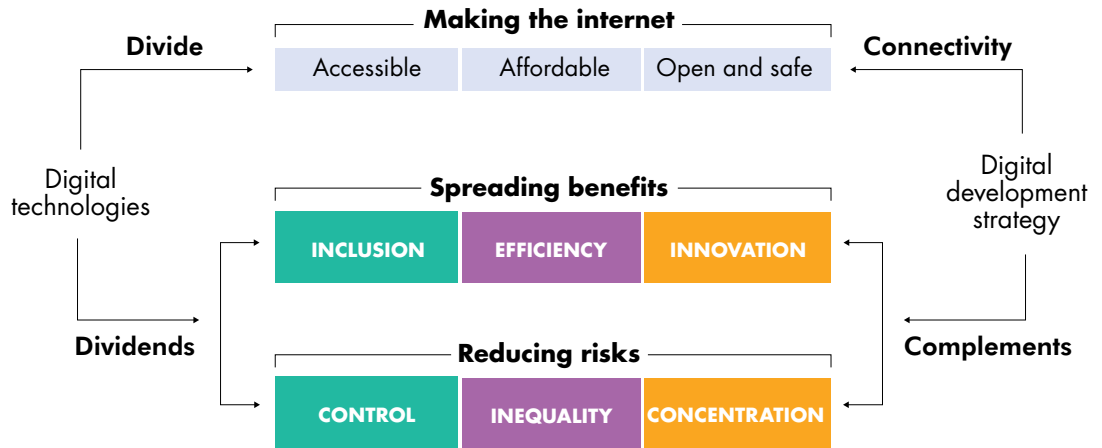 Making the internet
Divide
Connectivity
Accessible
Affordable
Open and safe
Digital
technologies
Digital
development
strategy
Spreading benefits
INCLUSION
EFFICIENCY
INNOVATION
Dividends
Complements
Reducing risks
CONTROL
INEQUALITY
CONCENTRATION